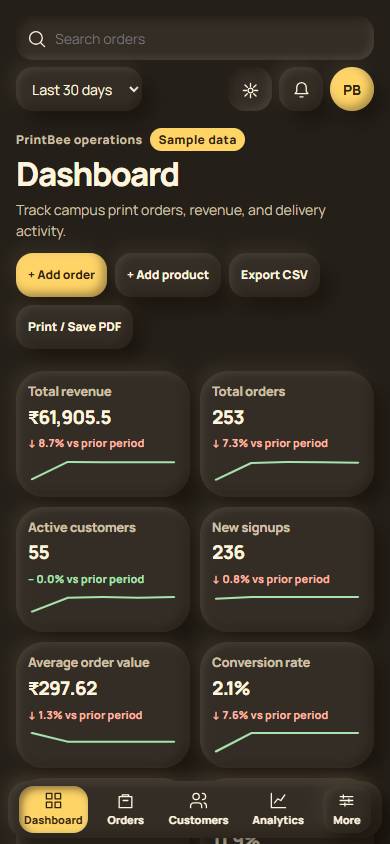 Search orders
Last 30 days
PB
PrintBee operations Sample data
Dashboard
Track campus print orders, revenue, and delivery
activity.
+ Add order
+ Add product
Export CSV
Print / Save PDF
Total revenue
₹61,905.5
↓ 8.7% vs prior period
Total orders
253
↓ 7.3% vs prior period
Active customers
55
– 0.0% vs prior period
New signups
236
↓ 0.8% vs prior period
Average order value
₹297.62
↓ 1.3% vs prior period
Conversion rate
2.1%
↓ 7.6% vs prior period
Dashboard
Orders
Customers
Analytics
More